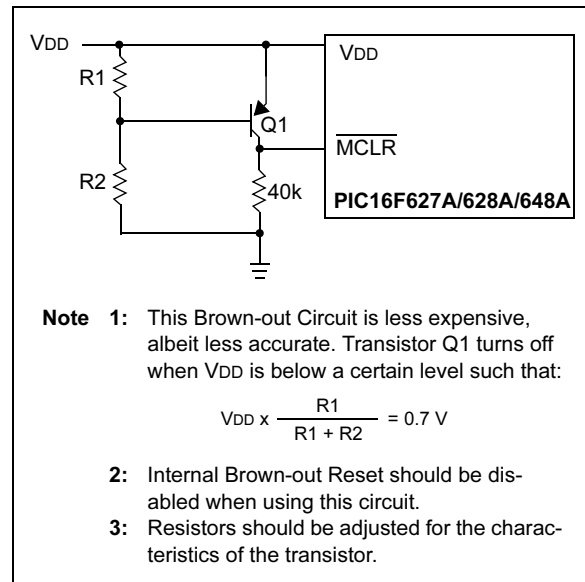 VDD
VDD
R1
Q1
MCLR
R2
40k
PIC16F627A/628A/648A
Note 1: This Brown-out Circuit is less expensive,
albeit less accurate. Transistor Q1 turns off
when VDD is below a certain level such that:
VDD x R1 / R1 + R2 = 0.7 V
2: Internal Brown-out Reset should be dis-
abled when using this circuit.
3: Resistors should be adjusted for the charac-
teristics of the transistor.